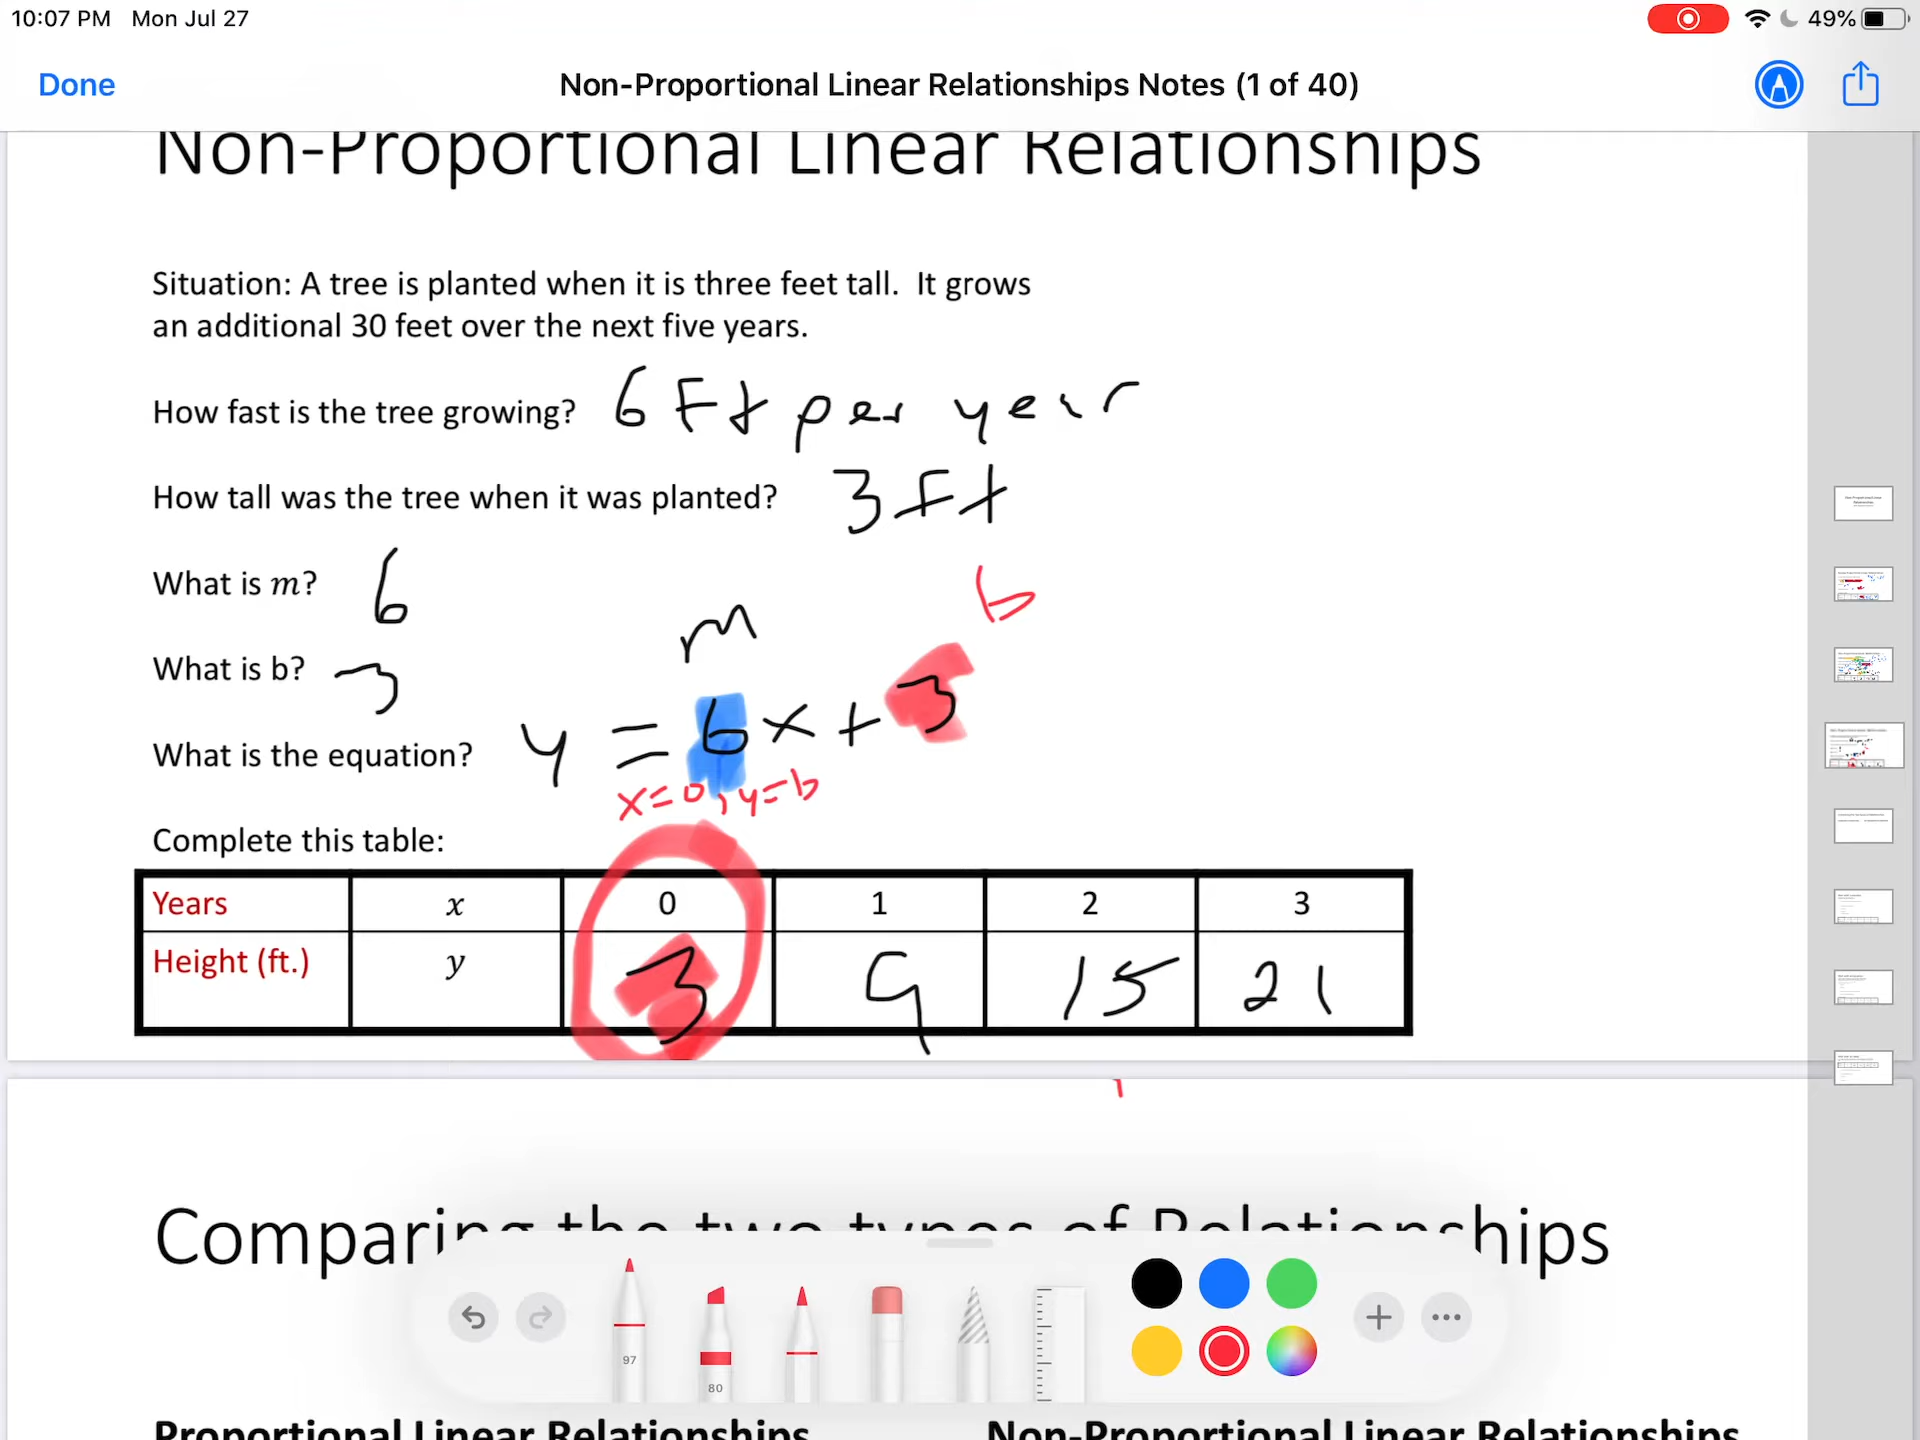 10:07 PM Mon Jul 27 49%
Done Non-Proportional Linear Relationships Notes (1 of 40)
Non-Proportional Linear Relationships
Situation: A tree is planted when it is three feet tall. It grows
an additional 30 feet over the next five years.
How fast is the tree growing? 6 Ft per year
How tall was the tree when it was planted? 3 Ft
What is m? 6
b
m
What is b? 3
What is the equation? y = 6x + 3
x=0, y=b
Complete this table:
Years x 0 1 2 3
Height (ft.) y 3 9 15 21
Comparing the two types of Relationships
97
80
Proportional Linear Relationships Non-Proportional Linear Relationships